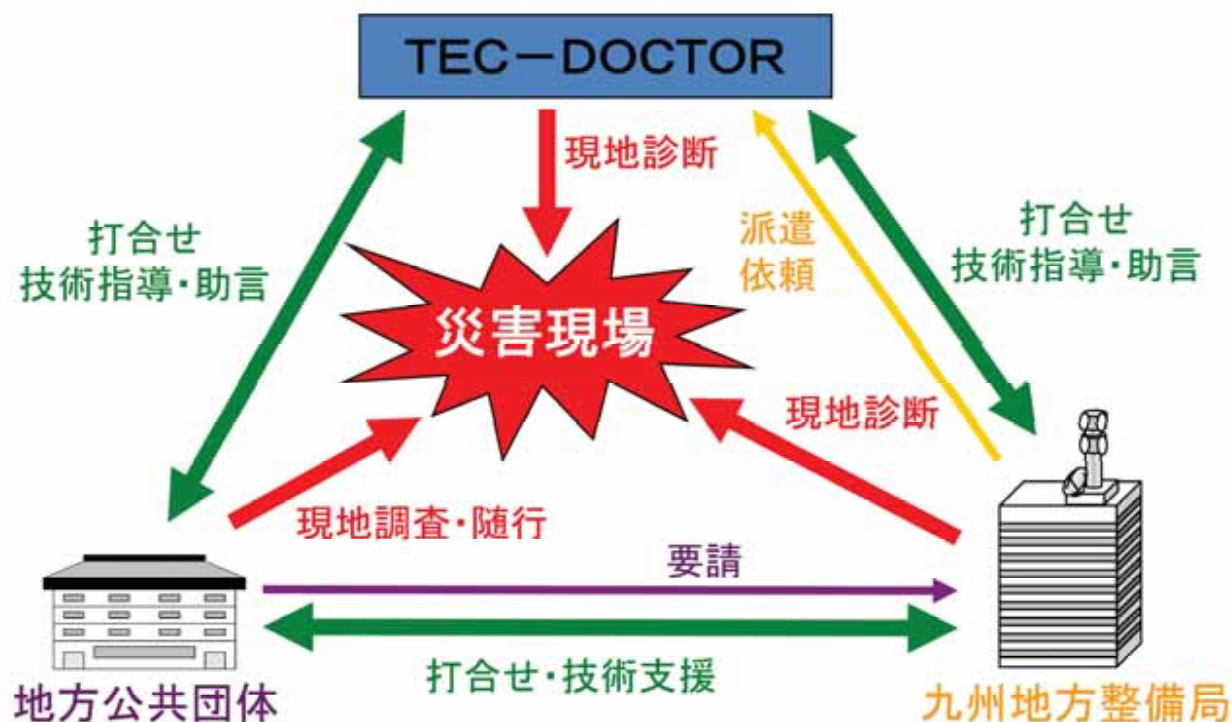 TEC－DOCTOR
現地診断
打合せ
技術指導・助言
派遣
依頼
打合せ
技術指導・助言
災害現場
現地診断
現地調査・随行
要請
打合せ・技術支援
地方公共団体
九州地方整備局